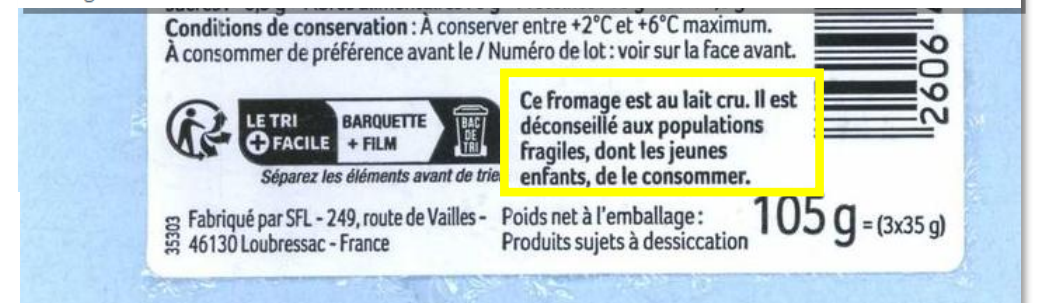 Conditions de conservation : À conserver entre +2°C et +6°C maximum.
À consommer de préférence avant le / Numéro de lot : voir sur la face avant.
LE TRI
+ FACILE
BARQUETTE
+ FILM
BAC
DE
TRI
Séparez les éléments avant de
Ce fromage est au lait cru. Il est
déconseillé aux populations
fragiles, dont les jeunes
enfants, de le consommer.
35303
Fabriqué par SFL - 249, route de Vailles -
46130 Loubressac - France
Poids net à l'emballage :
Produits sujets à dessiccation
105 g = (3x35 g)
2606